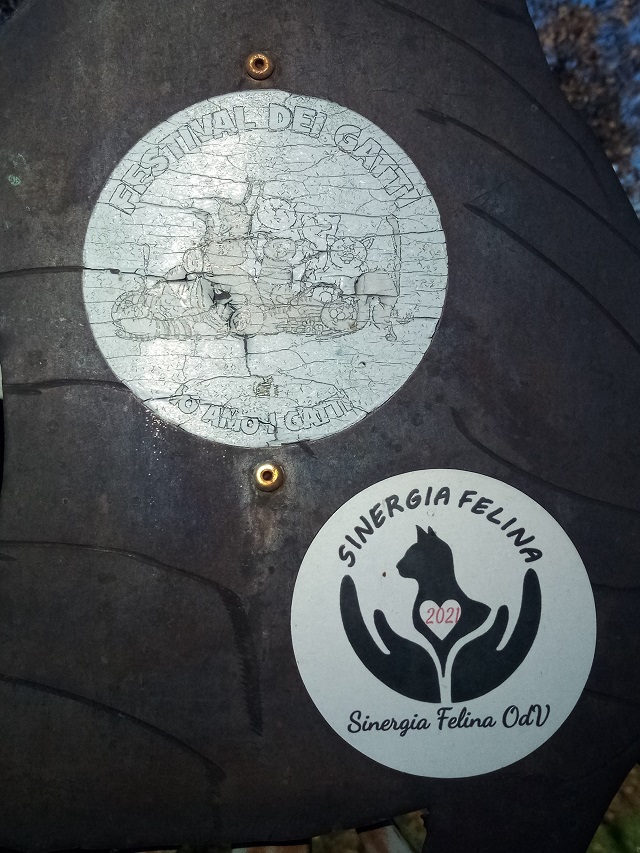 FESTIVAL DEI GATTI
IO AMO I GATTI
SINERGIA FELINA
2021
Sinergia Felina OdV